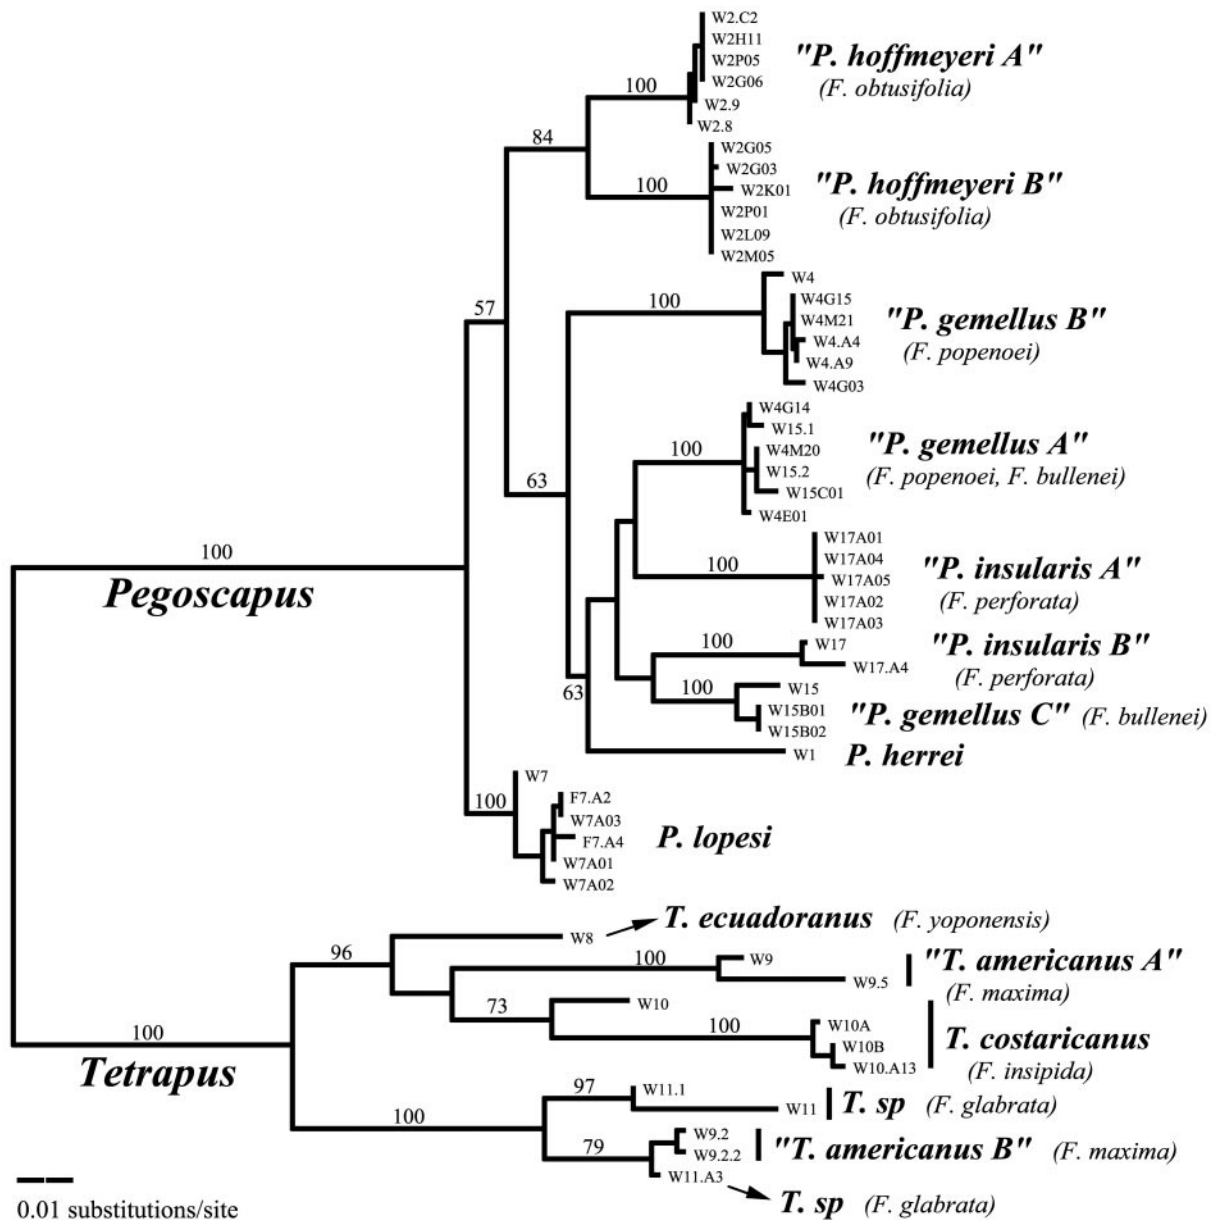 W2.C2
W2H11
W2P05
W2G06
W2.9
W2.8
100
"P. hoffmeyeri A"
(F. obtusifolia)
84
W2G05
W2G03
W2K01
W2P01
W2L09
W2M05
100
"P. hoffmeyeri B"
(F. obtusifolia)
57
W4
W4G15
W4M21
W4.A4
W4.A9
W4G03
100
"P. gemellus B"
(F. popenoei)
63
W4G14
W15.1
W4M20
W15.2
W15C01
W4E01
100
"P. gemellus A"
(F. popenoei, F. bullenei)
W17A01
W17A04
W17A05
W17A02
W17A03
100
"P. insularis A"
(F. perforata)
100
Pegoscapus
W17
W17.A4
100
"P. insularis B"
(F. perforata)
63
100
W15
W15B01
W15B02
"P. gemellus C" (F. bullenei)
W1
P. herrei
100
W7
F7.A2
W7A03
F7.A4
W7A01
W7A02
P. lopesi
96
W8
T. ecuadoranus (F. yoponensis)
100
W9
W9.5
"T. americanus A"
(F. maxima)
73
W10
100
W10A
W10B
W10.A13
T. costaricanus
(F. insipida)
100
Tetrapus
97
W11.1
W11
T. sp (F. glabrata)
100
79
W9.2
W9.2.2
"T. americanus B" (F. maxima)
W11.A3
T. sp (F. glabrata)
0.01 substitutions/site